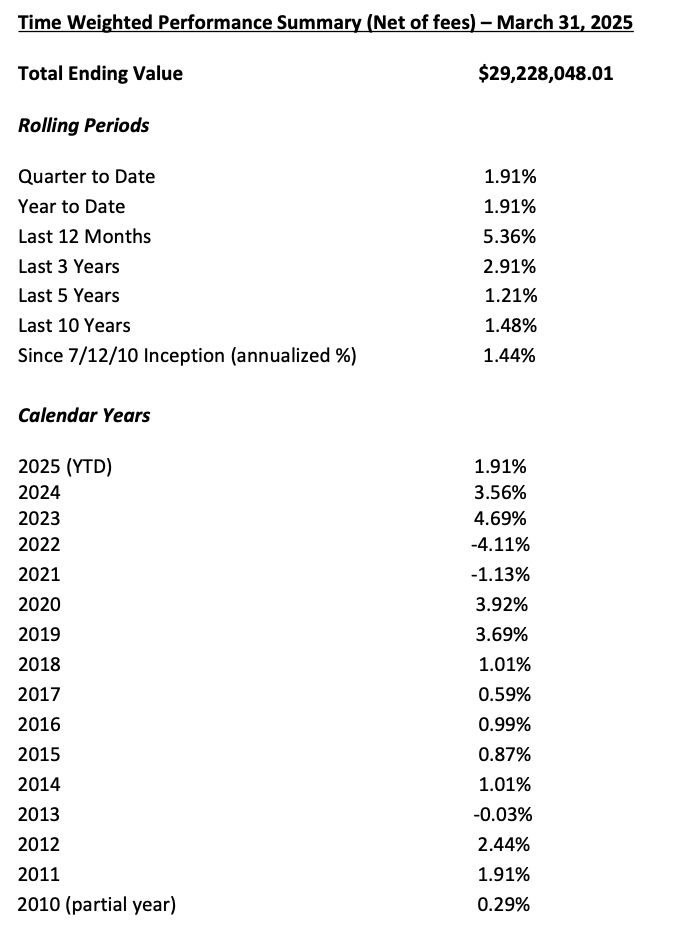 Time Weighted Performance Summary (Net of fees) – March 31, 2025
Total Ending Value $29,228,048.01
Rolling Periods
Quarter to Date 1.91%
Year to Date 1.91%
Last 12 Months 5.36%
Last 3 Years 2.91%
Last 5 Years 1.21%
Last 10 Years 1.48%
Since 7/12/10 Inception (annualized %) 1.44%
Calendar Years
2025 (YTD) 1.91%
2024 3.56%
2023 4.69%
2022 -4.11%
2021 -1.13%
2020 3.92%
2019 3.69%
2018 1.01%
2017 0.59%
2016 0.99%
2015 0.87%
2014 1.01%
2013 -0.03%
2012 2.44%
2011 1.91%
2010 (partial year) 0.29%